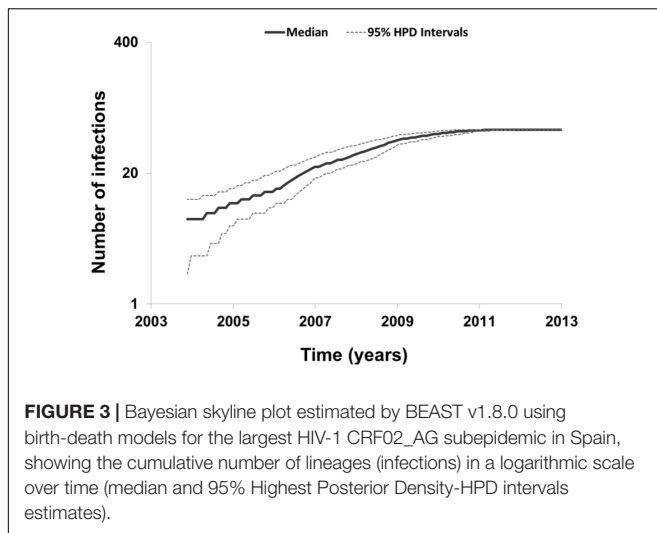 Median 95% HPD Intervals
400
20
1
Number of infections
2003 2005 2007 2009 2011 2013
Time (years)
FIGURE 3 | Bayesian skyline plot estimated by BEAST v1.8.0 using
birth-death models for the largest HIV-1 CRF02_AG subepidemic in Spain,
showing the cumulative number of lineages (infections) in a logarithmic scale
over time (median and 95% Highest Posterior Density-HPD intervals
estimates).